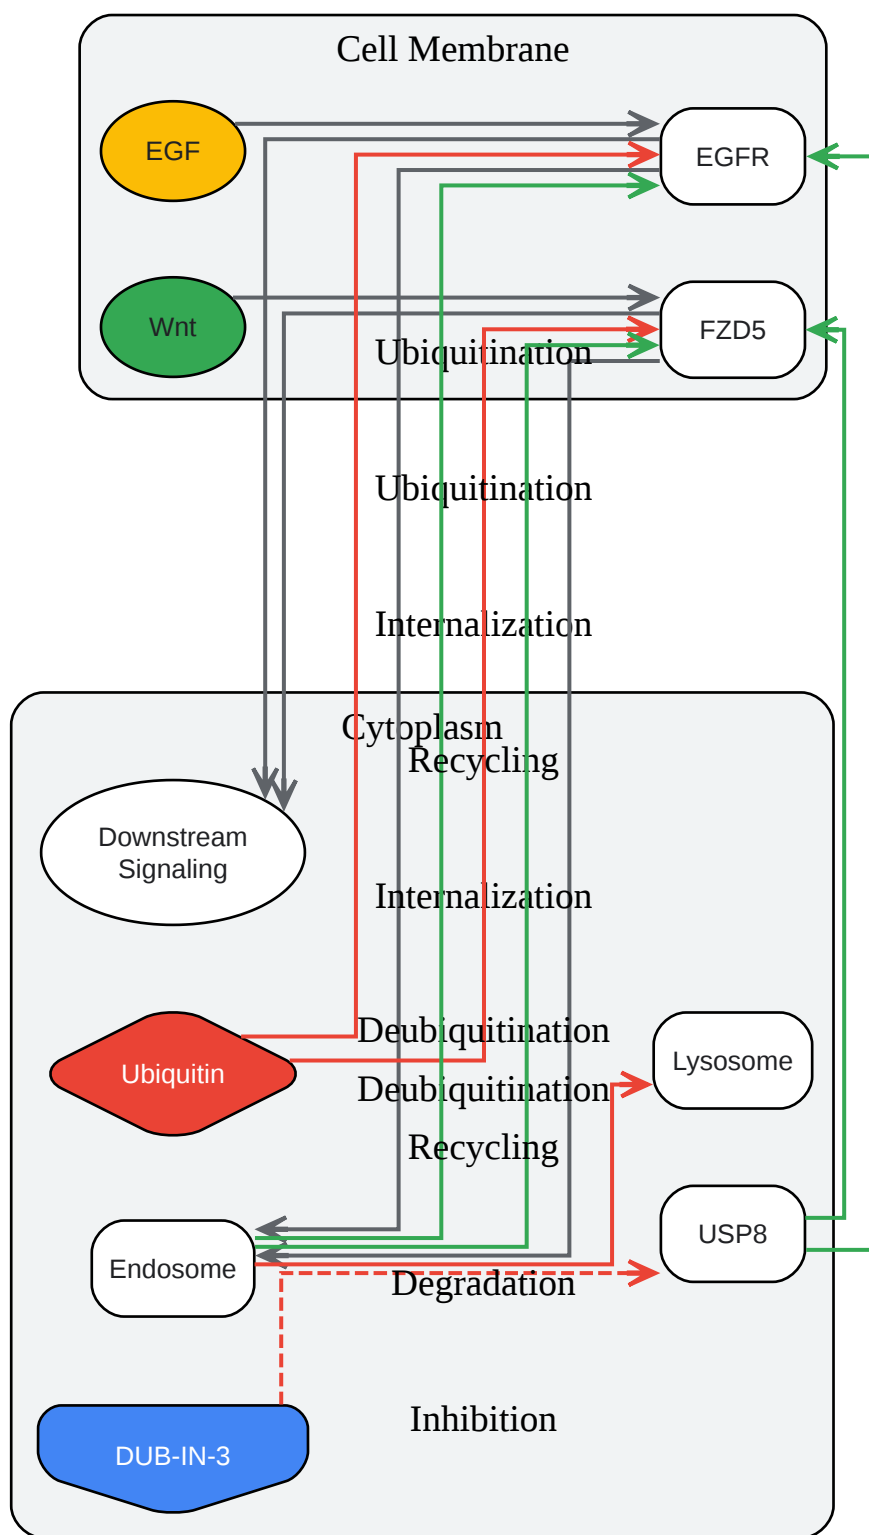 Cell Membrane
EGF
EGFR
Wnt
FZD5
Ubiquitination
Ubiquitination
Internalization
Cytoplasm
Recycling
Downstream
Signaling
Internalization
Deubiquitination
Lysosome
Ubiquitin
Deubiquitination
Recycling
USP8
Endosome
Degradation
Inhibition
DUB-IN-3